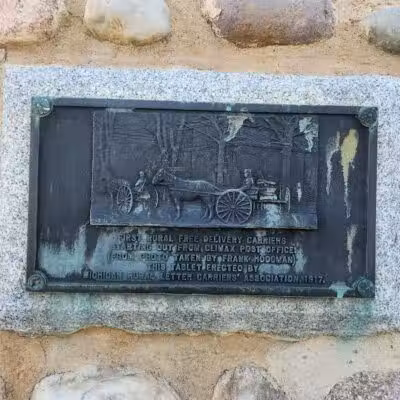 FIRST RURAL FREE DELIVERY CARRIERS
STARTING OUT FROM CLIMAX POST OFFICE
(FROM PHOTO TAKEN BY FRANK HODGMAN)
THIS TABLET ERECTED BY
MICHIGAN RURAL LETTER CARRIERS' ASSOCIATION 1917.